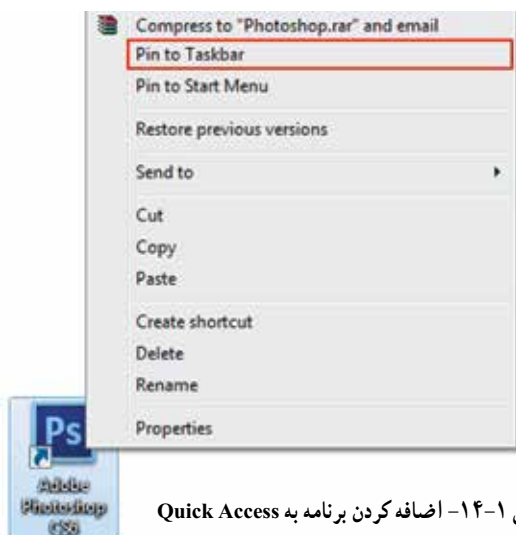 Compress to "Photoshop.rar" and email
Pin to Taskbar
Pin to Start Menu
Restore previous versions
Send to
Cut
Copy
Paste
Create shortcut
Delete
Rename
Properties
Ps
Adobe
Photoshop
CS6
۱-۱۴- اضافه کردن برنامه به Quick Access